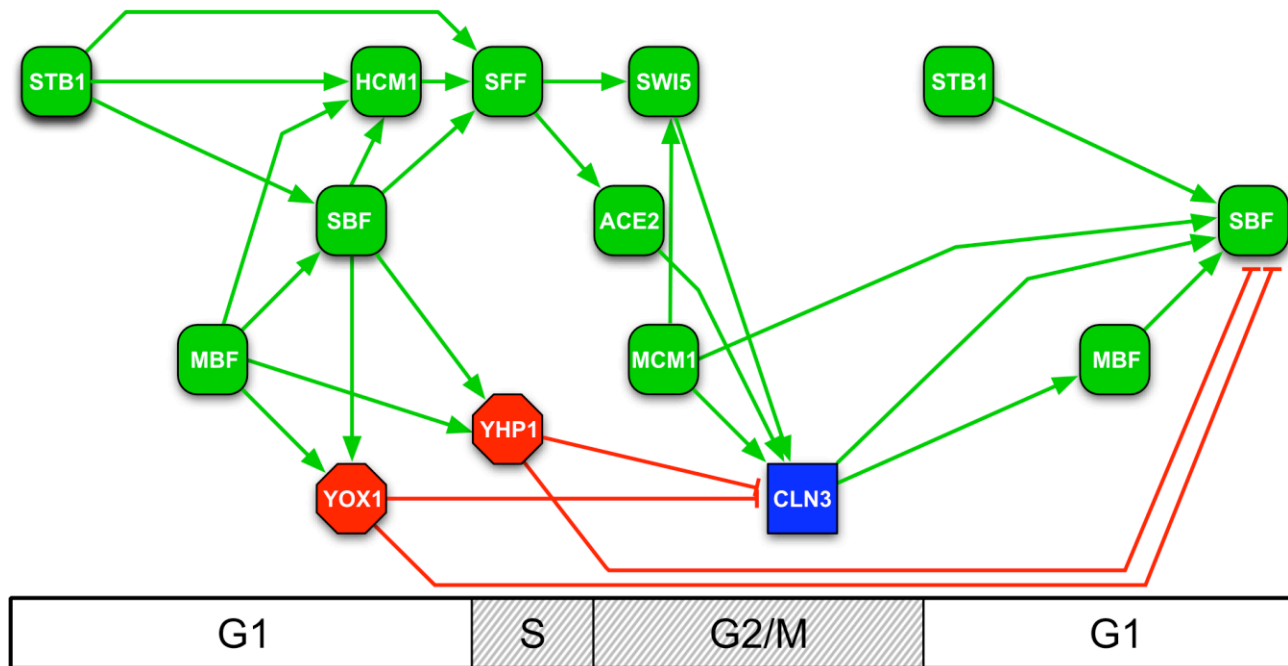 STB1
HCM1
SFF
SWI5
STB1
SBF
ACE2
SBF
MBF
MCM1
MBF
YHP1
YOX1
CLN3
G1
S
G2/M
G1